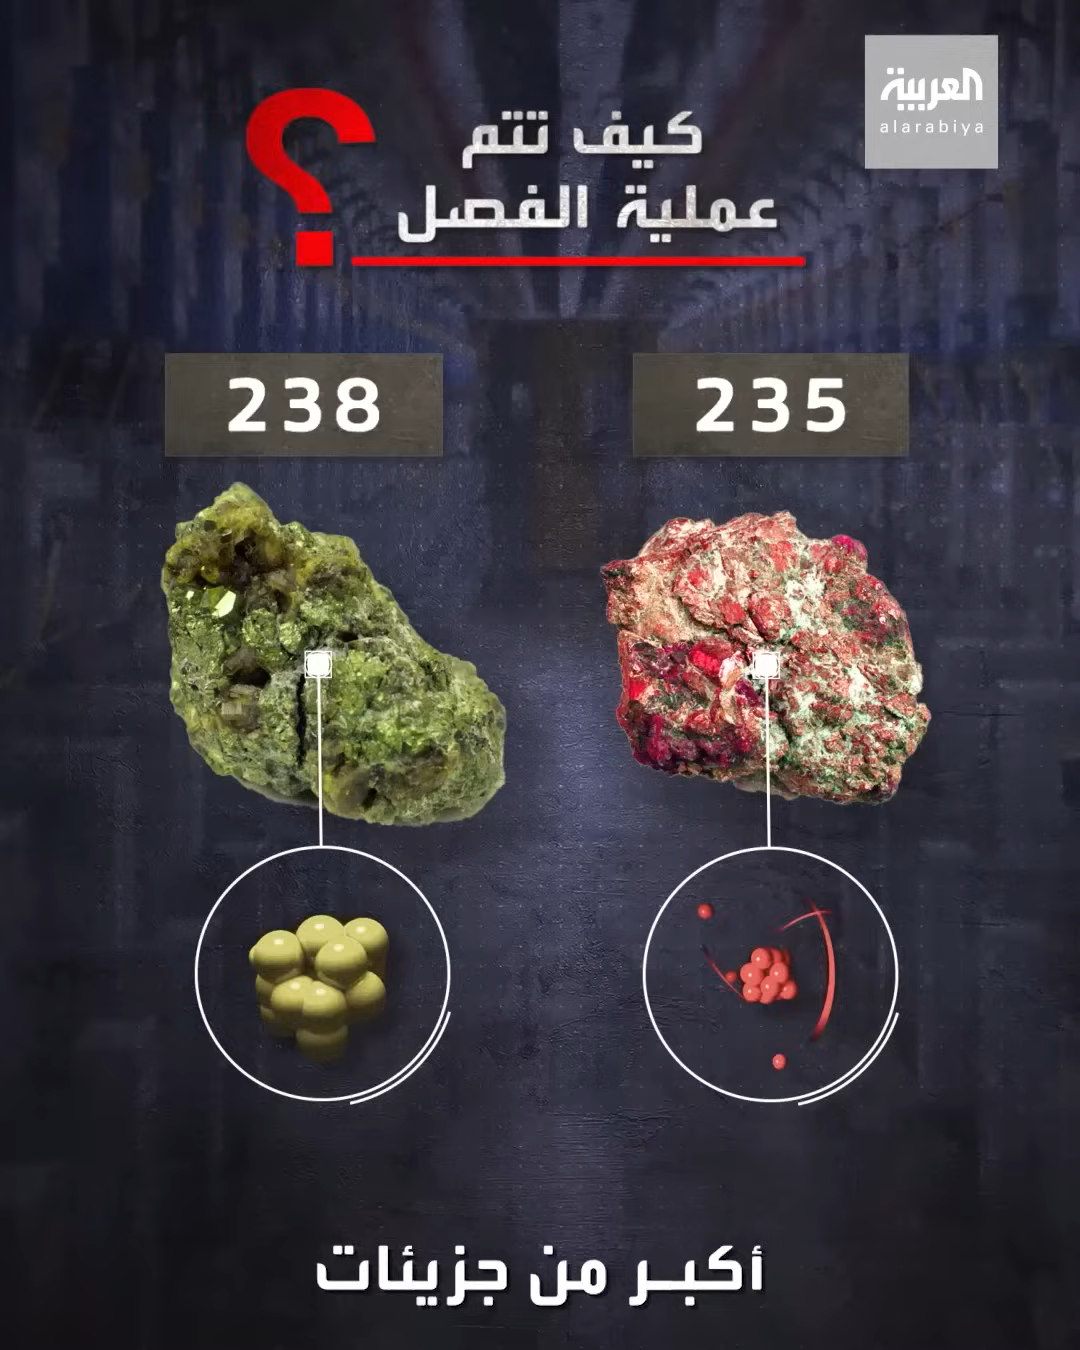 العربية
alarabiya
كيف تتم
عملية الفصل؟
238
235
أكبر من جزيئات